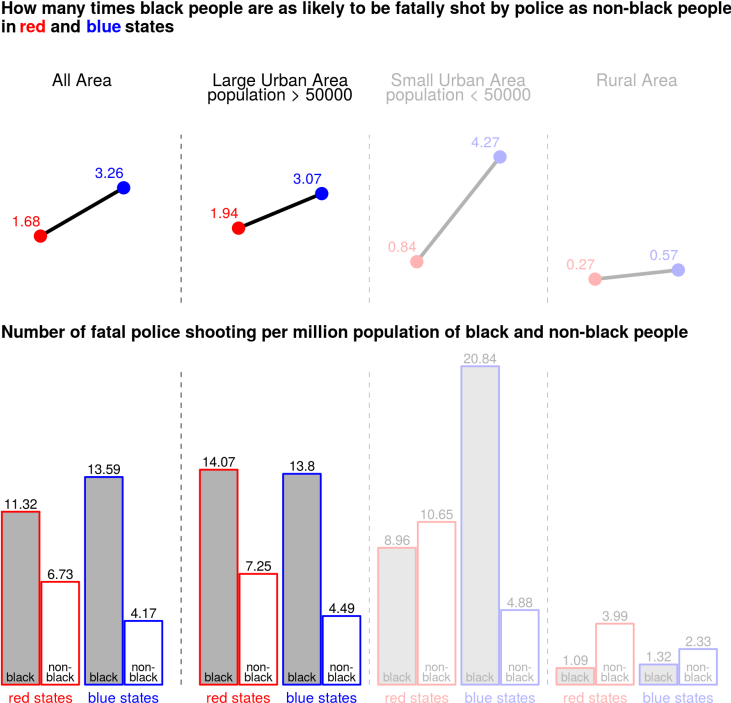 How many times black people are as likely to be fatally shot by police as non-black people
in red and blue states
All Area
Large Urban Area
population > 50000
Small Urban Area
population < 50000
Rural Area
1.68
3.26
1.94
3.07
0.84
4.27
0.27
0.57
Number of fatal police shooting per million population of black and non-black people
11.32
6.73
13.59
4.17
14.07
7.25
13.8
4.49
8.96
10.65
20.84
4.88
1.09
3.99
1.32
2.33
black
non-
black
black
non-
black
black
non-
black
black
non-
black
black
non-
black
black
non-
black
black
non-
black
black
non-
black
red states
blue states
red states
blue states
red states
blue states
red states
blue states